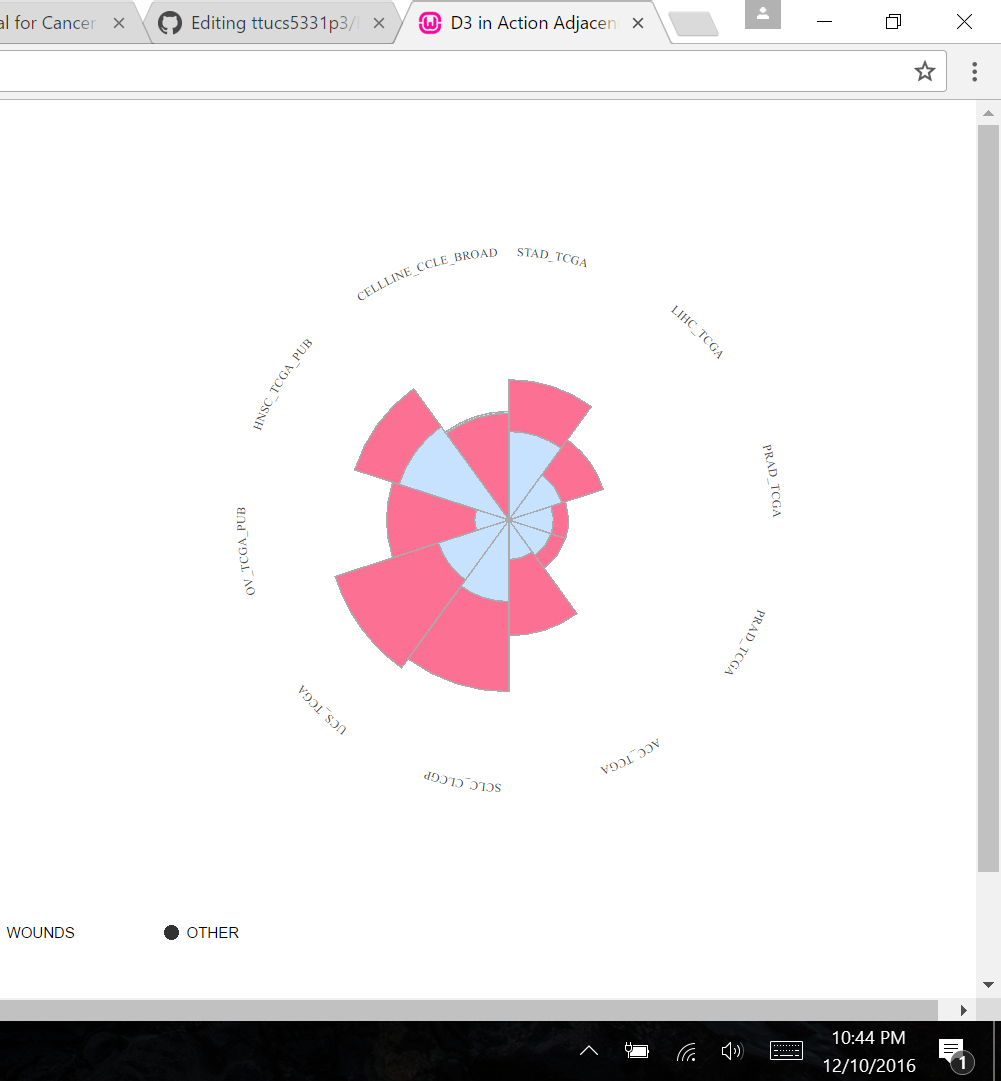 al for Cancer
Editing ttucs5331p3/
D3 in Action Adjacen
CELLLINE_CCLE_BROAD
STAD_TCGA
LIHC_TCGA
HNSC_TCGA_PUB
PRAD_TCGA
OV_TCGA_PUB
PRAD_TCGA
UCS_TCGA
ACC_TCGA
SCLC_CLCGP
WOUNDS
OTHER
10:44 PM
12/10/2016
1